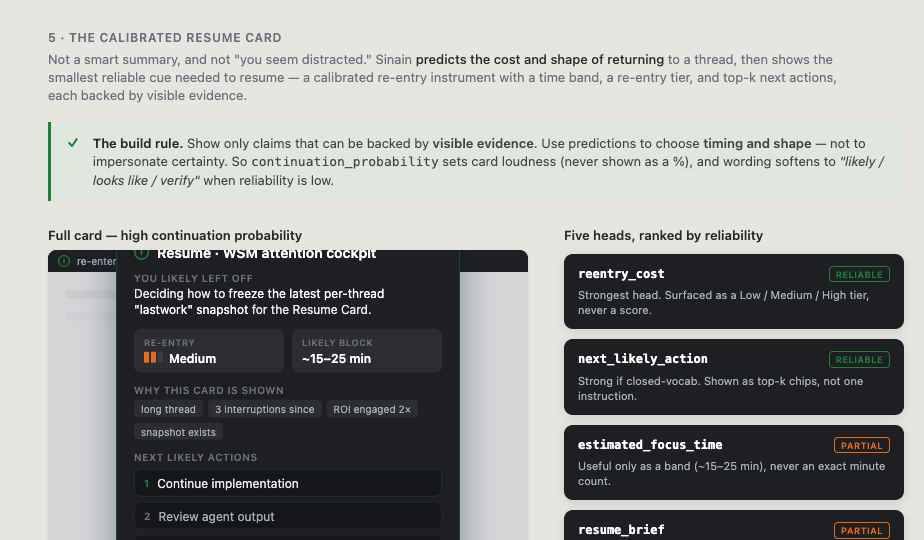 5 · THE CALIBRATED RESUME CARD
Not a smart summary, and not "you seem distracted." Sinain predicts the cost and shape of returning to a thread, then shows the
smallest reliable cue needed to resume — a calibrated re-entry instrument with a time band, a re-entry tier, and top-k next actions,
each backed by visible evidence.
The build rule. Show only claims that can be backed by visible evidence. Use predictions to choose timing and shape — not to
impersonate certainty. So continuation_probability sets card loudness (never shown as a %), and wording softens to "likely /
looks like / verify" when reliability is low.
Full card — high continuation probability
re-enter
Resume · WSM attention cockpit
YOU LIKELY LEFT OFF
Deciding how to freeze the latest per-thread
"lastwork" snapshot for the Resume Card.
RE-ENTRY
Medium
LIKELY BLOCK
~15–25 min
WHY THIS CARD IS SHOWN
long thread
3 interruptions since
ROI engaged 2x
snapshot exists
NEXT LIKELY ACTIONS
1 Continue implementation
2 Review agent output
Five heads, ranked by reliability
reentry_cost
RELIABLE
Strongest head. Surfaced as a Low / Medium / High tier,
never a score.
next_likely_action
RELIABLE
Strong if closed-vocab. Shown as top-k chips, not one
instruction.
estimated_focus_time
PARTIAL
Useful only as a band (~15–25 min), never an exact minute
count.
resume_brief
PARTIAL